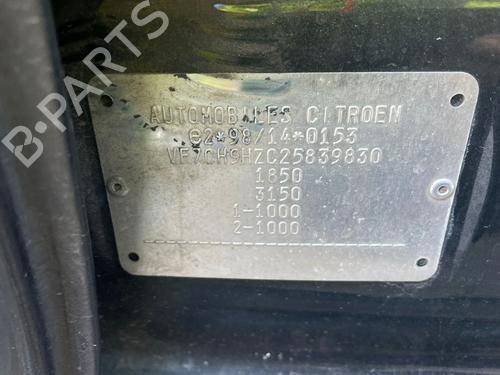 B-PARTS
AUTOMOBILES CITROEN
e2*98/14*0153
VF7CH9HZC25839830
1850
3150
1-1000
2-1000